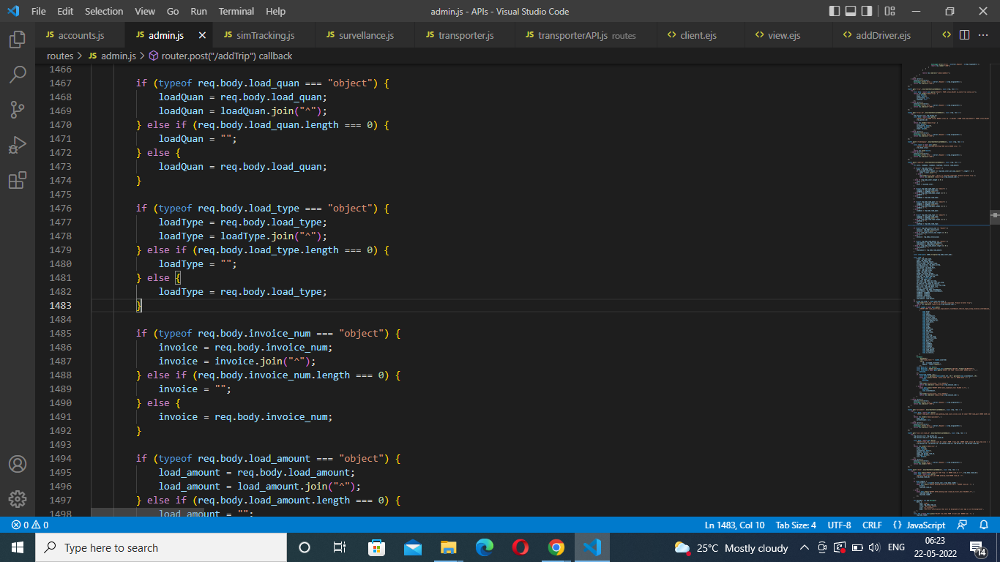 File Edit Selection View Go Run Terminal Help admin.js - APIs - Visual Studio Code
JS accounts.js JS admin.js JS simTracking.js JS survellance.js JS transporter.js JS transporterAPI.js routes <> client.ejs <> view.ejs <> addDriver.ejs <>
routes > JS admin.js > router.post("/addTrip") callback
1466
1467 if (typeof req.body.load_quan === "object") {
1468 loadQuan = req.body.load_quan;
1469 loadQuan = loadQuan.join("^");
1470 } else if (req.body.load_quan.length === 0) {
1471 loadQuan = "";
1472 } else {
1473 loadQuan = req.body.load_quan;
1474 }
1475
1476 if (typeof req.body.load_type === "object") {
1477 loadType = req.body.load_type;
1478 loadType = loadType.join("^");
1479 } else if (req.body.load_type.length === 0) {
1480 loadType = "";
1481 } else {
1482 loadType = req.body.load_type;
1483 }
1484
1485 if (typeof req.body.invoice_num === "object") {
1486 invoice = req.body.invoice_num;
1487 invoice = invoice.join("^");
1488 } else if (req.body.invoice_num.length === 0) {
1489 invoice = "";
1490 } else {
1491 invoice = req.body.invoice_num;
1492 }
1493
1494 if (typeof req.body.load_amount === "object") {
1495 load_amount = req.body.load_amount;
1496 load_amount = load_amount.join("^");
1497 } else if (req.body.load_amount.length === 0) {
1498 load_amount = "";
0 0 Ln 1483, Col 10 Tab Size: 4 UTF-8 CRLF {} JavaScript
Type here to search 25°C Mostly cloudy ENG 06:23
22-05-2022
14